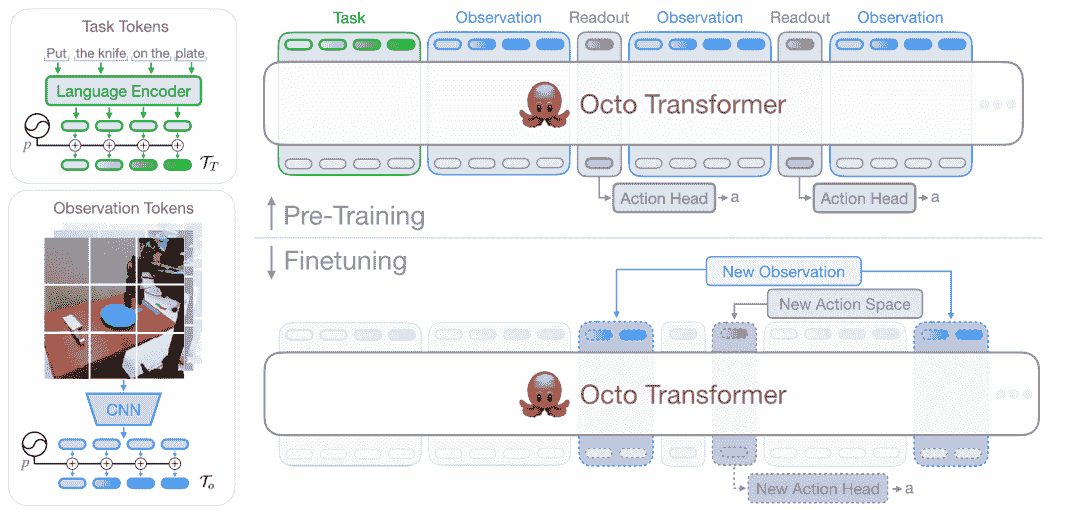 Task Tokens
Put, the knife, on the plate,
Language Encoder
p
𝒯_T
Observation Tokens
CNN
p
𝒯_o
Task
Observation
Readout
Observation
Readout
Observation
Octo Transformer
Action Head
a
Action Head
a
Pre-Training
Finetuning
New Observation
New Action Space
Octo Transformer
New Action Head
a